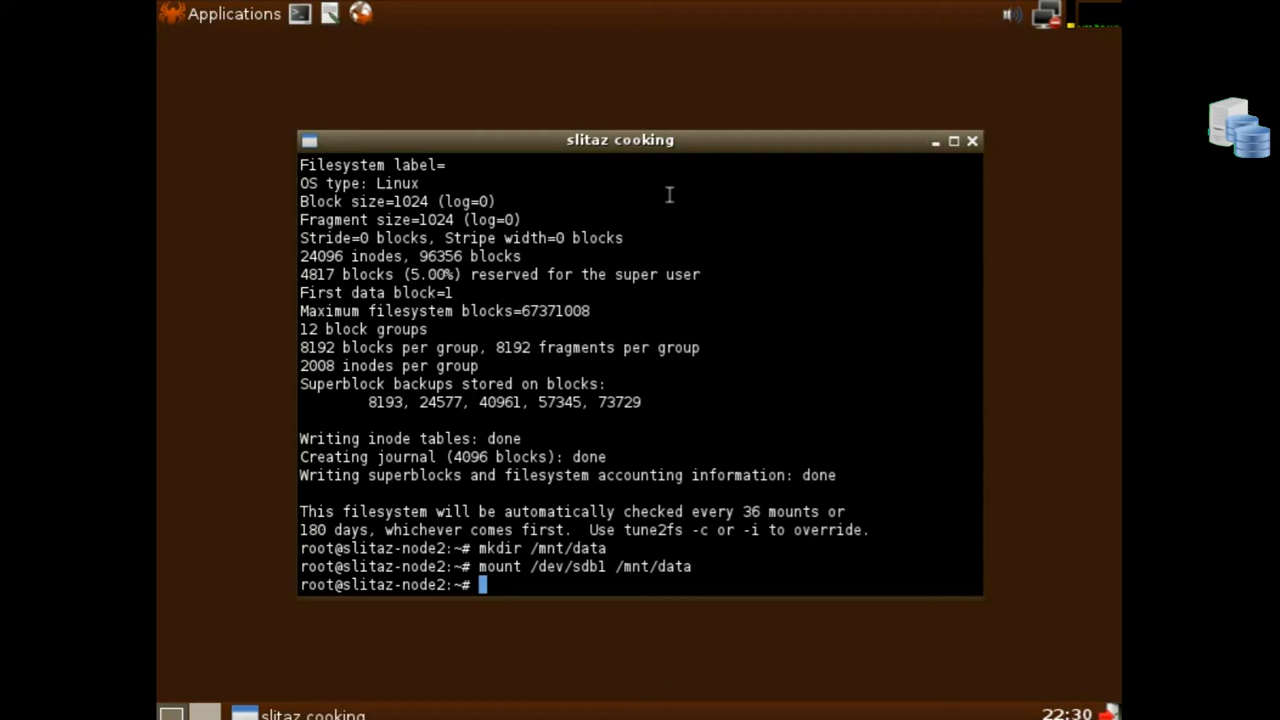 Applications
slitaz cooking
Filesystem label=
OS type: Linux
Block size=1024 (log=0)
Fragment size=1024 (log=0)
Stride=0 blocks, Stripe width=0 blocks
24096 inodes, 96356 blocks
4817 blocks (5.00%) reserved for the super user
First data block=1
Maximum filesystem blocks=67371008
12 block groups
8192 blocks per group, 8192 fragments per group
2008 inodes per group
Superblock backups stored on blocks:
8193, 24577, 40961, 57345, 73729
Writing inode tables: done
Creating journal (4096 blocks): done
Writing superblocks and filesystem accounting information: done
This filesystem will be automatically checked every 36 mounts or
180 days, whichever comes first.  Use tune2fs -c or -i to override.
root@slitaz-node2:~# mkdir /mnt/data
root@slitaz-node2:~# mount /dev/sdb1 /mnt/data
root@slitaz-node2:~#
slitaz cooking
22:30